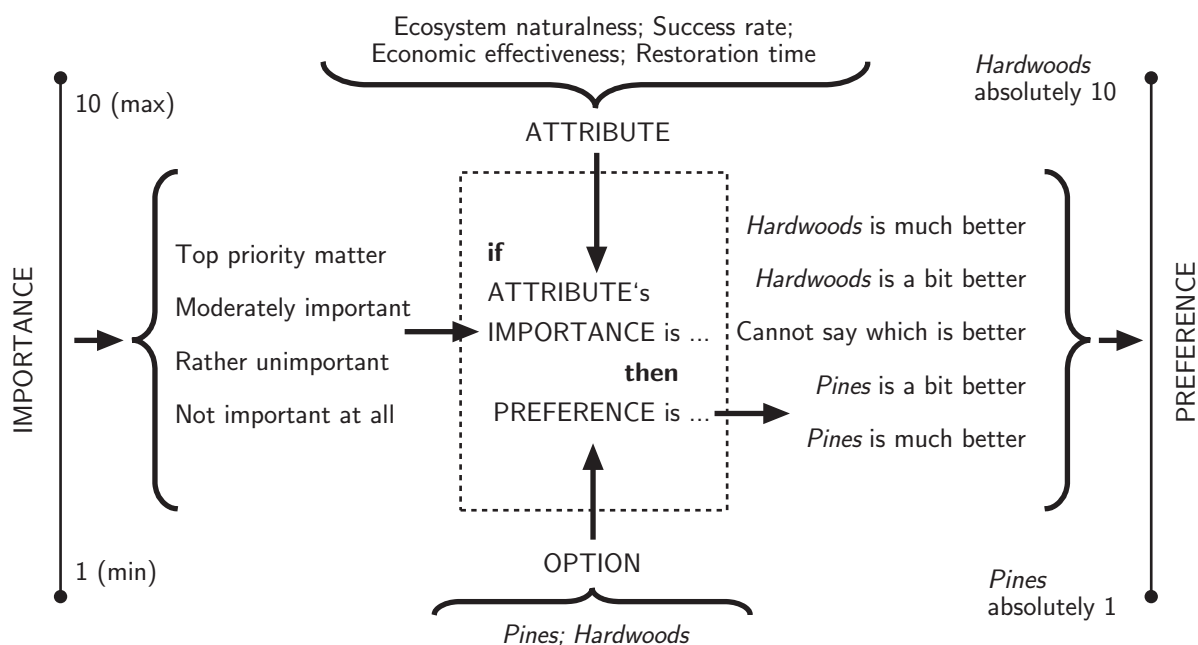 Ecosystem naturalness; Success rate;
Economic effectiveness; Restoration time
ATTRIBUTE
IMPORTANCE
10 (max)
1 (min)
Top priority matter
Moderately important
Rather unimportant
Not important at all
if
ATTRIBUTE‘s
IMPORTANCE is ...
then
PREFERENCE is ...
OPTION
Pines; Hardwoods
Hardwoods is much better
Hardwoods is a bit better
Cannot say which is better
Pines is a bit better
Pines is much better
Hardwoods
absolutely 10
Pines
absolutely 1
PREFERENCE